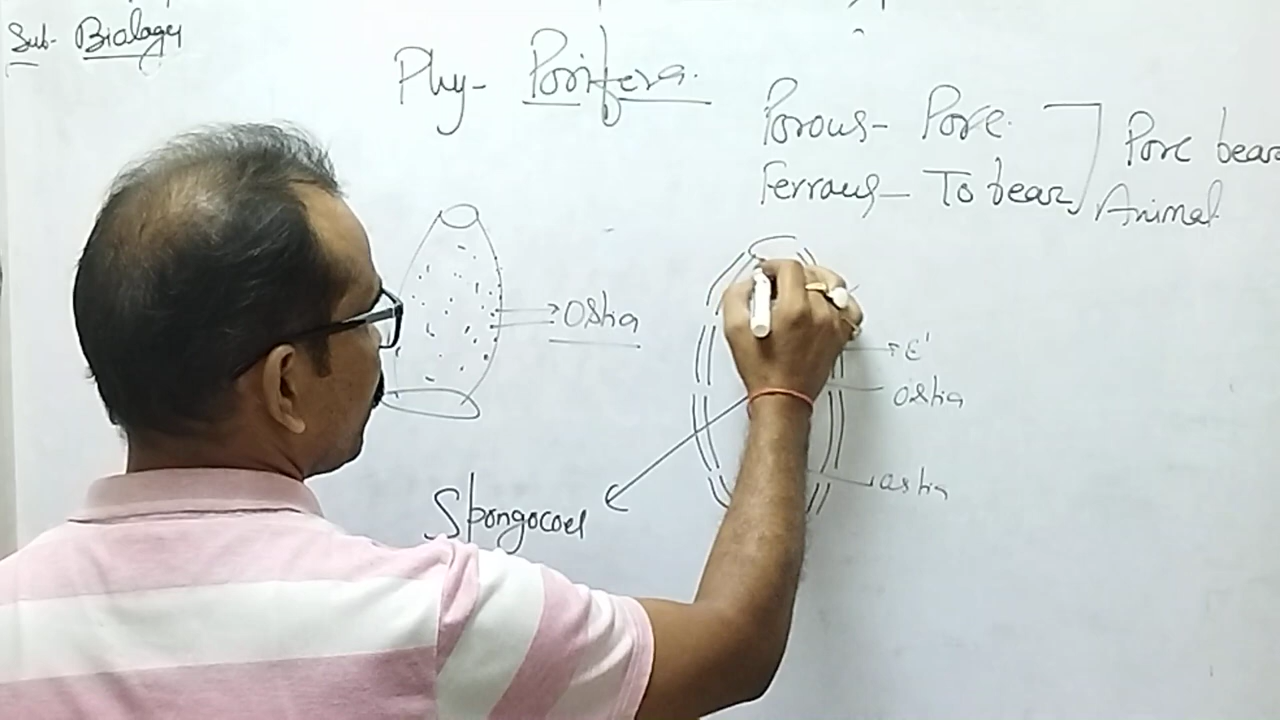 Sub- Biology
Phy- Porifera.
Porous- Pore.
Ferrous- To bear
Pore bear
Animal
Ostia
E'
Ostia
Ostia
Spongocoel